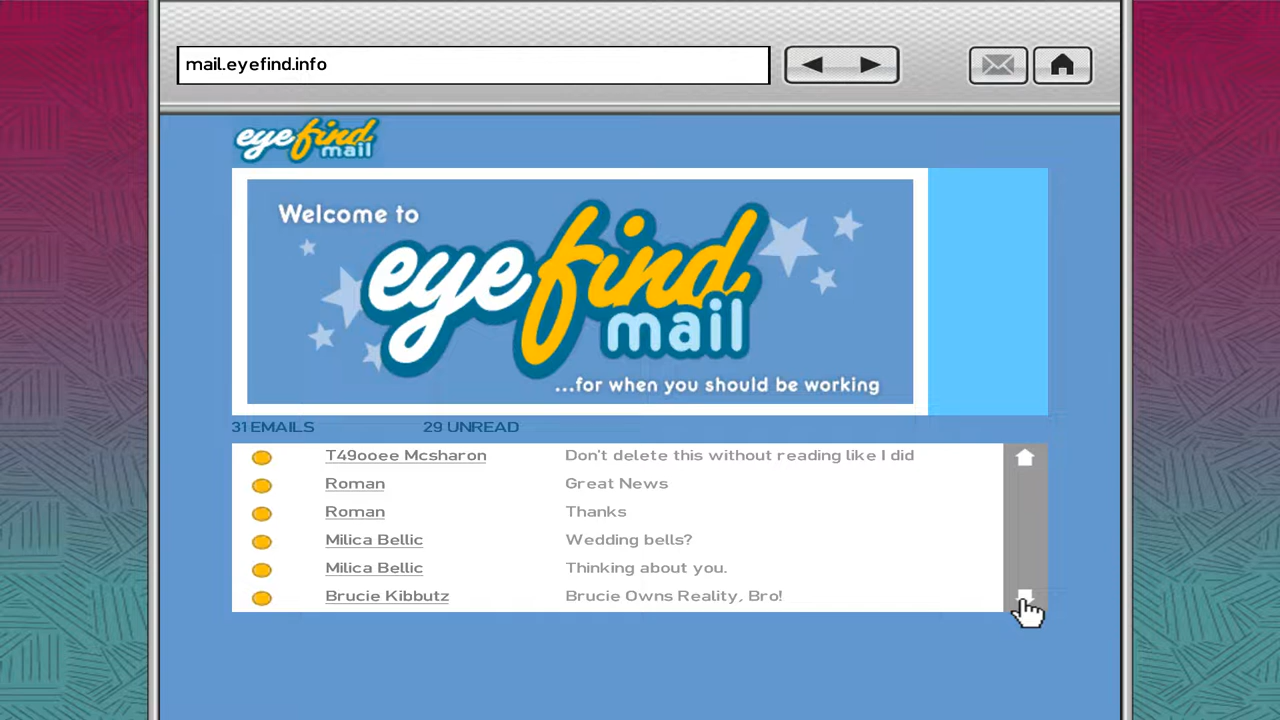 mail.eyefind.info
eyefind mail
Welcome to
eyefind mail
...for when you should be working
31 EMAILS 29 UNREAD
T49ooee Mcsharon Don't delete this without reading like I did
Roman Great News
Roman Thanks
Milica Bellic Wedding bells?
Milica Bellic Thinking about you.
Brucie Kibbutz Brucie Owns Reality, Bro!